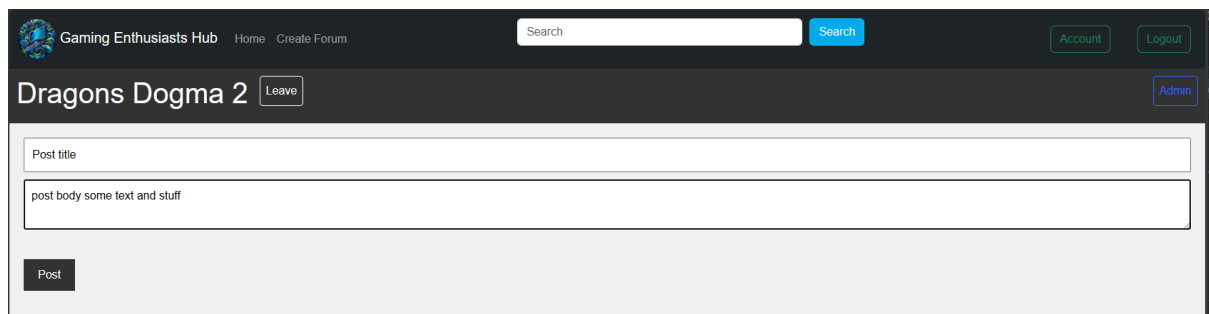 Gaming Enthusiasts Hub Home Create Forum Search Search Account Logout
Dragons Dogma 2 Leave Admin
Post title
post body some text and stuff
Post